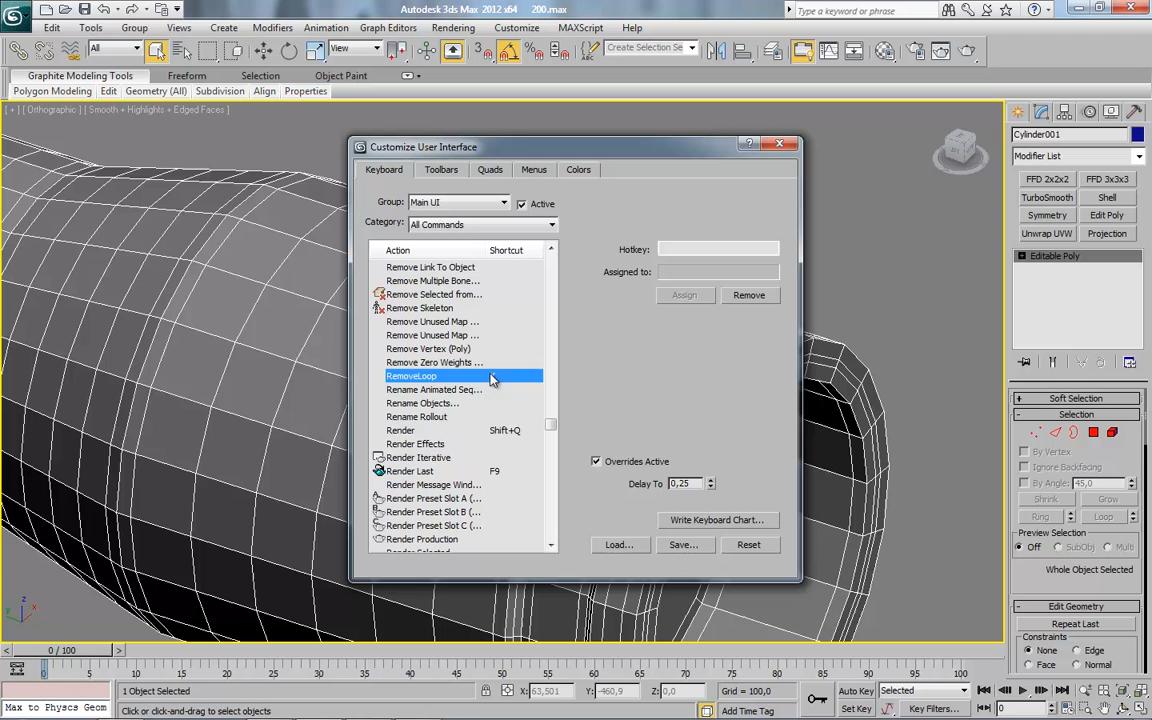 Autodesk 3ds Max 2012 x64 200.max
Type a keyword or phrase
Edit Tools Group Views Create Modifiers Animation Graph Editors Rendering Customize MAXScript Help
All View 3 Create Selection Se
Graphite Modeling Tools Freeform Selection Object Paint
Polygon Modeling Edit Geometry (All) Subdivision Align Properties
[ + ] [ Orthographic ] [ Smooth + Highlights + Edged Faces ]
Customize User Interface
Keyboard Toolbars Quads Menus Colors
Group: Main UI Active
Category: All Commands
Action Shortcut
Remove Link To Object
Remove Multiple Bone...
Remove Selected from...
Remove Skeleton
Remove Unused Map ...
Remove Unused Map ...
Remove Vertex (Poly)
Remove Zero Weights ...
RemoveLoop
Rename Animated Seq...
Rename Objects...
Rename Rollout
Render Shift+Q
Render Effects
Render Iterative
Render Last F9
Render Message Wind...
Render Preset Slot A (...
Render Preset Slot B (...
Render Preset Slot C (...
Render Production
Hotkey:
Assigned to:
Assign Remove
Overrides Active
Delay To 0,25
Write Keyboard Chart...
Load... Save... Reset
Cylinder001
Modifier List
FFD 2x2x2 FFD 3x3x3
TurboSmooth Shell
Symmetry Edit Poly
Unwrap UVW Projection
Editable Poly
Soft Selection
Selection
By Vertex
Ignore Backfacing
By Angle: 45,0
Shrink Grow
Ring Loop
Preview Selection
Off SubObj Multi
Whole Object Selected
Edit Geometry
Repeat Last
Constraints
None Edge
Face Normal
z
y x
0 / 100
0 5 10 15 20 25 30 35 40 45 50 55 60 65 70 75 80 85 90 95 100
1 Object Selected X: 63,501 Y: -460,9 Z: 0,0 Grid = 100,0 Auto Key Selected
Max to Physics Geom Click or click-and-drag to select objects Add Time Tag Set Key Key Filters... 0